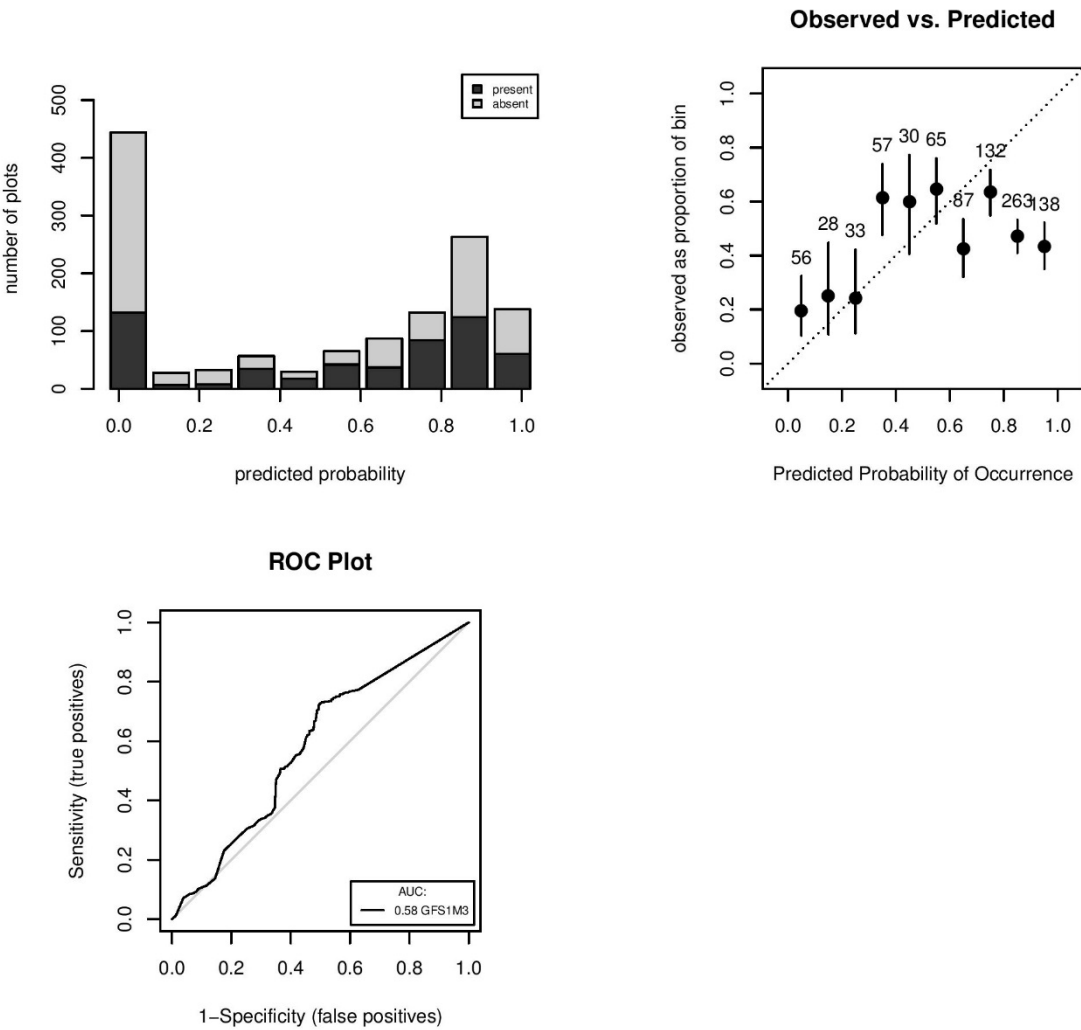 number of plots
500
400
300
200
100
0
present
absent
0.0 0.2 0.4 0.6 0.8 1.0
predicted probability
Observed vs. Predicted
observed as proportion of bin
1.0
0.8
0.6
0.4
0.2
0.0
56
28
33
57
30
65
87
132
263
138
0.0 0.2 0.4 0.6 0.8 1.0
Predicted Probability of Occurrence
ROC Plot
Sensitivity (true positives)
1.0
0.8
0.6
0.4
0.2
0.0
AUC:
0.58 GFS1M3
0.0 0.2 0.4 0.6 0.8 1.0
1−Specificity (false positives)